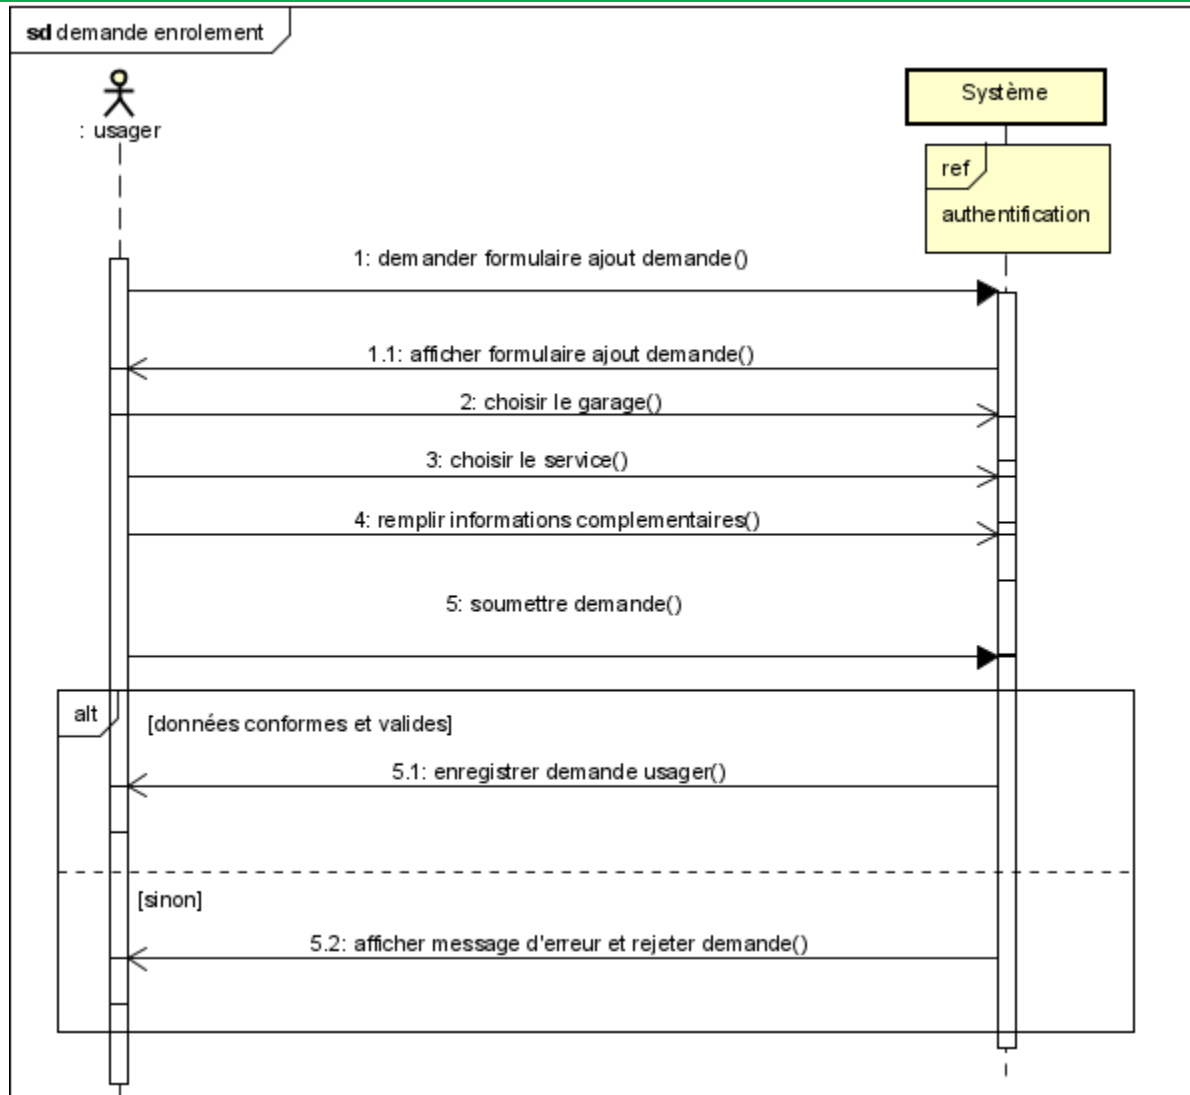 sd demande enrolement
: usager
Système
ref
authentification
1: demander formulaire ajout demande()
1.1: afficher formulaire ajout demande()
2: choisir le garage()
3: choisir le service()
4: remplir informations complementaires()
5: soumettre demande()
alt
[données conformes et valides]
5.1: enregistrer demande usager()
[sinon]
5.2: afficher message d'erreur et rejeter demande()